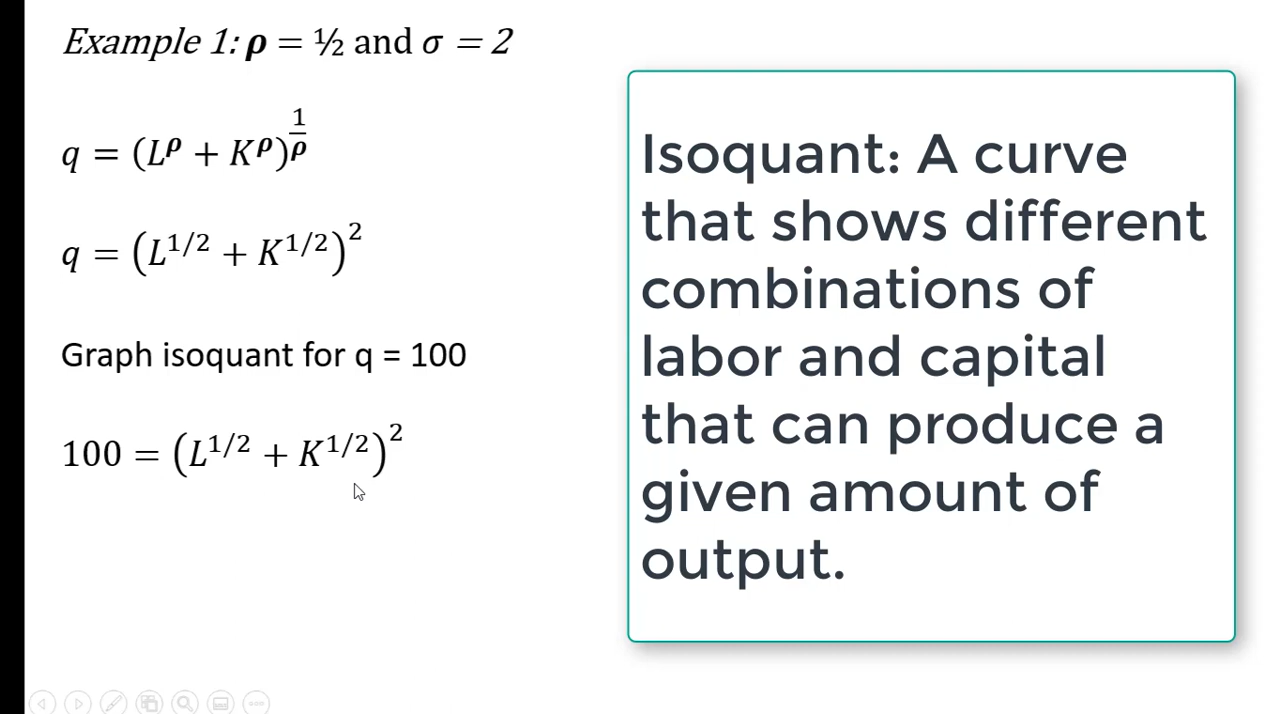 Example 1: ρ = ½ and σ = 2
q = (L^ρ + K^ρ)^(1/ρ)
q = (L^(1/2) + K^(1/2))^2
Graph isoquant for q = 100
100 = (L^(1/2) + K^(1/2))^2
Isoquant: A curve
that shows different
combinations of
labor and capital
that can produce a
given amount of
output.